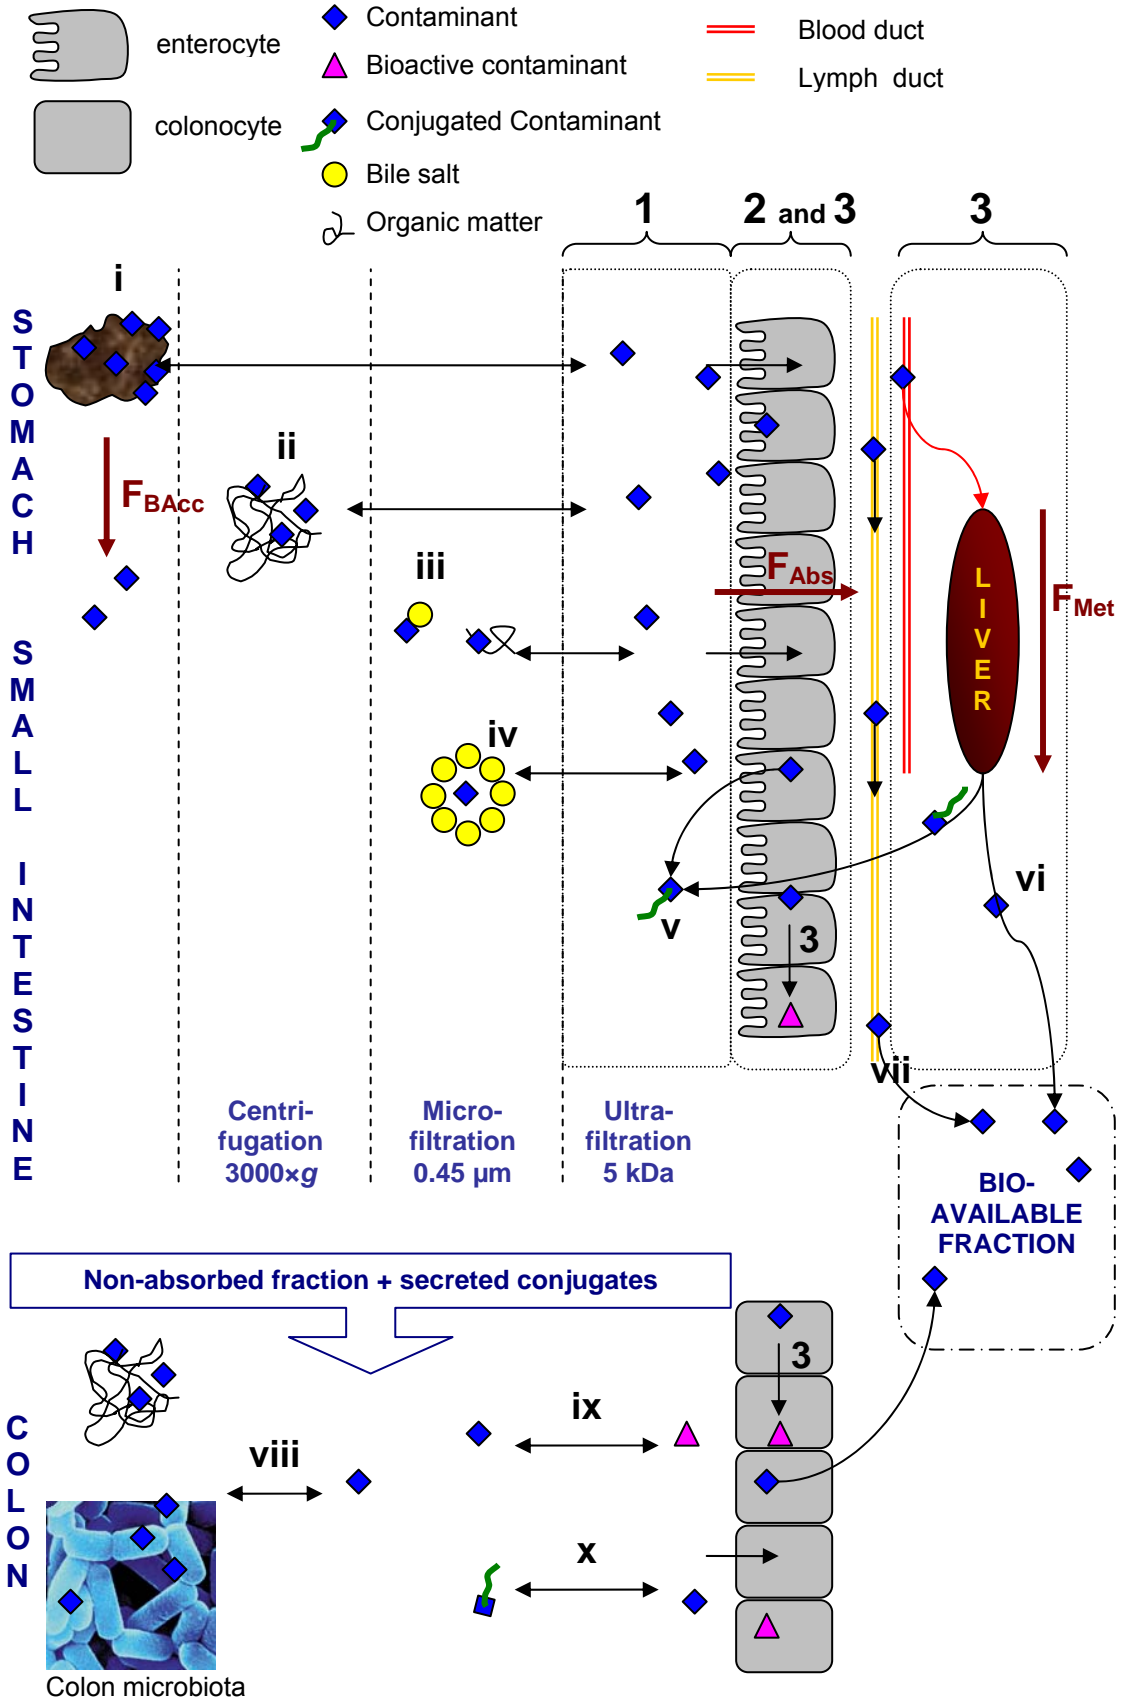 enterocyte
colonocyte
Contaminant
Bioactive contaminant
Conjugated Contaminant
Bile salt
Organic matter
Blood duct
Lymph duct
1
2 and 3
3
STOMACH
SMALL
INTESTINE
i
F_BAcc
ii
iii
iv
v
F_Abs
3
LIVER
F_Met
vi
vii
Centri-
fugation
3000×g
Micro-
filtration
0.45 µm
Ultra-
filtration
5 kDa
BIO-
AVAILABLE
FRACTION
Non-absorbed fraction + secreted conjugates
COLON
viii
ix
x
3
Colon microbiota